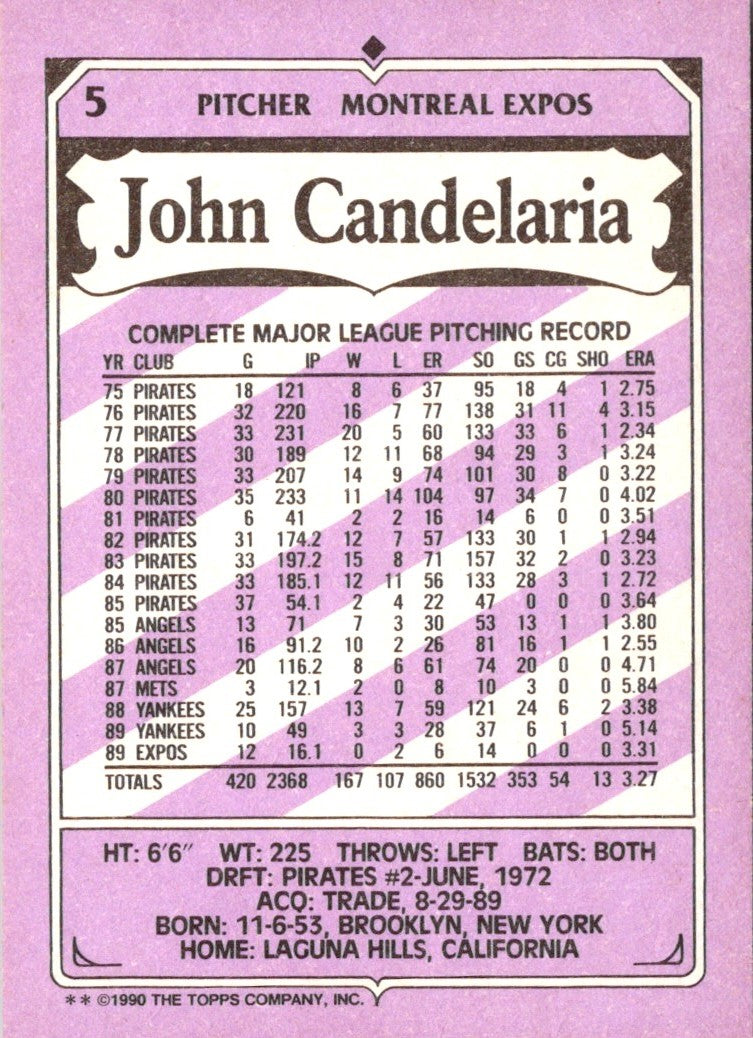 5 PITCHER MONTREAL EXPOS
John Candelaria
COMPLETE MAJOR LEAGUE PITCHING RECORD
YR CLUB G IP W L ER SO GS CG SHO ERA
75 PIRATES 18 121 8 6 37 95 18 4 1 2.75
76 PIRATES 32 220 16 7 77 138 31 11 4 3.15
77 PIRATES 33 231 20 5 60 133 33 6 1 2.34
78 PIRATES 30 189 12 11 68 94 29 3 1 3.24
79 PIRATES 33 207 14 9 74 101 30 8 0 3.22
80 PIRATES 35 233 11 14 104 97 34 7 0 4.02
81 PIRATES 6 41 2 2 16 14 6 0 0 3.51
82 PIRATES 31 174.2 12 7 57 133 30 1 1 2.94
83 PIRATES 33 197.2 15 8 71 157 32 2 0 3.23
84 PIRATES 33 185.1 12 11 56 133 28 3 1 2.72
85 PIRATES 37 54.1 2 4 22 47 0 0 0 3.64
85 ANGELS 13 71 7 3 30 53 13 1 1 3.80
86 ANGELS 16 91.2 10 2 26 81 16 1 1 2.55
87 ANGELS 20 116.2 8 6 61 74 20 0 0 4.71
87 METS 3 12.1 2 0 8 10 3 0 0 5.84
88 YANKEES 25 157 13 7 59 121 24 6 2 3.38
89 YANKEES 10 49 3 3 28 37 6 1 0 5.14
89 EXPOS 12 16.1 0 2 6 14 0 0 0 3.31
TOTALS 420 2368 167 107 860 1532 353 54 13 3.27
HT: 6'6" WT: 225 THROWS: LEFT BATS: BOTH
DRFT: PIRATES #2-JUNE, 1972
ACQ: TRADE, 8-29-89
BORN: 11-6-53, BROOKLYN, NEW YORK
HOME: LAGUNA HILLS, CALIFORNIA
** ©1990 THE TOPPS COMPANY, INC.